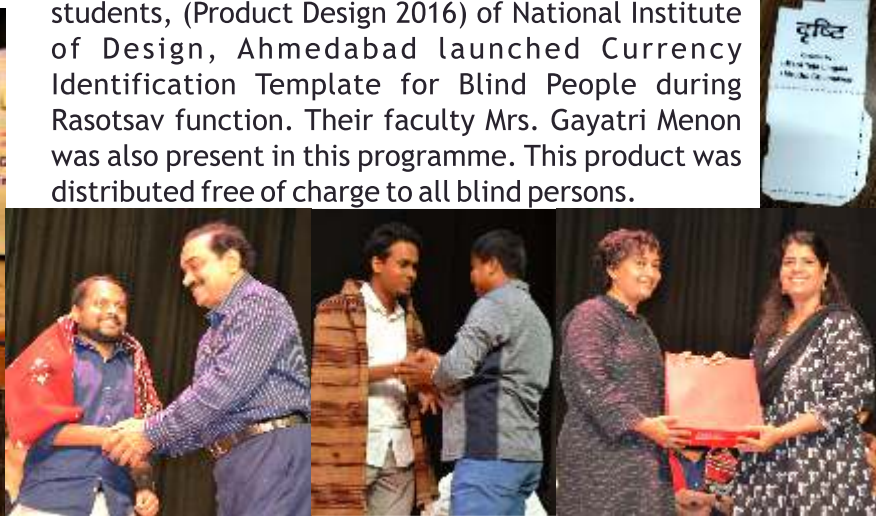 students, (Product Design 2016) of National Institute
of Design, Ahmedabad launched Currency
Identification Template for Blind People during
Rasotsav function. Their faculty Mrs. Gayatri Menon
was also present in this programme. This product was
distributed free of charge to all blind persons.
दृष्टि